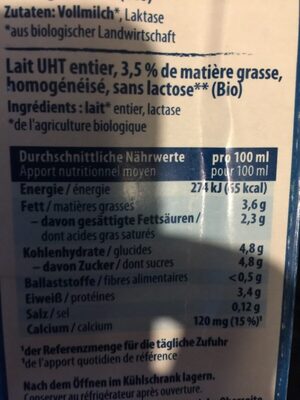 Zutaten: Vollmilch*, Laktase
*aus biologischer Landwirtschaft
Lait UHT entier, 3,5 % de matière grasse,
homogénéisé, sans lactose** (Bio)
Ingrédients : lait* entier, lactase
*de l'agriculture biologique
Durchschnittliche Nährwerte pro 100 ml
Apport nutritionnel moyen pour 100 ml
Energie / énergie 274 kJ (65 kcal)
Fett / matières grasses 3,6 g
– davon gesättigte Fettsäuren / 2,3 g
dont acides gras saturés
Kohlenhydrate / glucides 4,8 g
– davon Zucker / dont sucres 4,8 g
Ballaststoffe / fibres alimentaires <0,5 g
Eiweiß / protéines 3,4 g
Salz / sel 0,12 g
Calcium / calcium 120 mg (15 %)¹
¹der Referenzmenge für die tägliche Zufuhr
¹de l'apport quotidien de référence
Nach dem Öffnen im Kühlschrank lagern.
Conserver au réfrigérateur après ouverture.